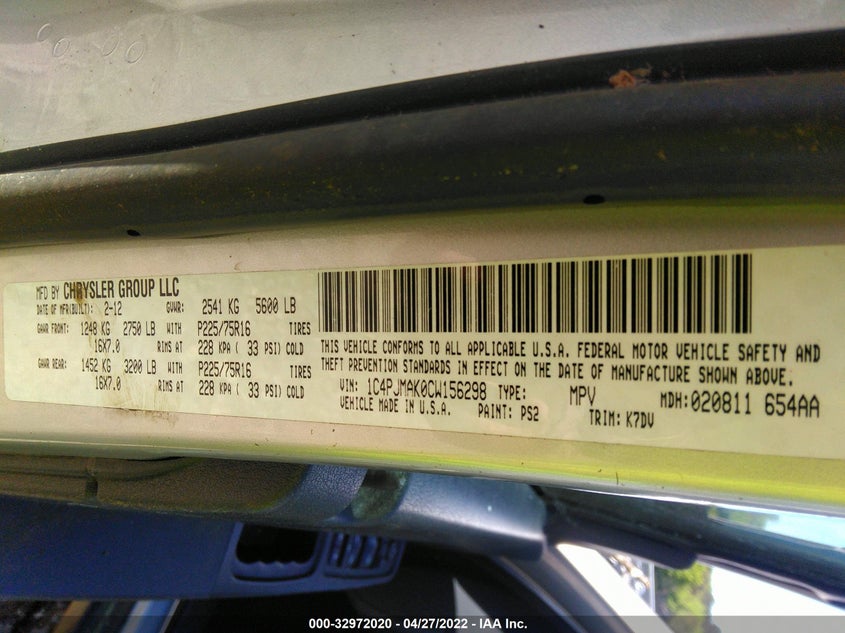 MFD BY CHRYSLER GROUP LLC
DATE OF MFR(BUILT): 2-12 GVWR: 2541 KG 5600 LB
GAWR FRONT: 1248 KG 2750 LB WITH P225/75R16 TIRES
16X7.0 RIMS AT 228 KPA ( 33 PSI) COLD
GAWR REAR: 1452 KG 3200 LB WITH P225/75R16 TIRES
16X7.0 RIMS AT 228 KPA ( 33 PSI) COLD
THIS VEHICLE CONFORMS TO ALL APPLICABLE U.S.A. FEDERAL MOTOR VEHICLE SAFETY AND
THEFT PREVENTION STANDARDS IN EFFECT ON THE DATE OF MANUFACTURE SHOWN ABOVE.
VIN: 1C4PJMAK0CW156298 TYPE: MPV MDH: 020811 654AA
VEHICLE MADE IN U.S.A. PAINT: PS2 TRIM: K7DV
000-32972020 - 04/27/2022 - IAA Inc.